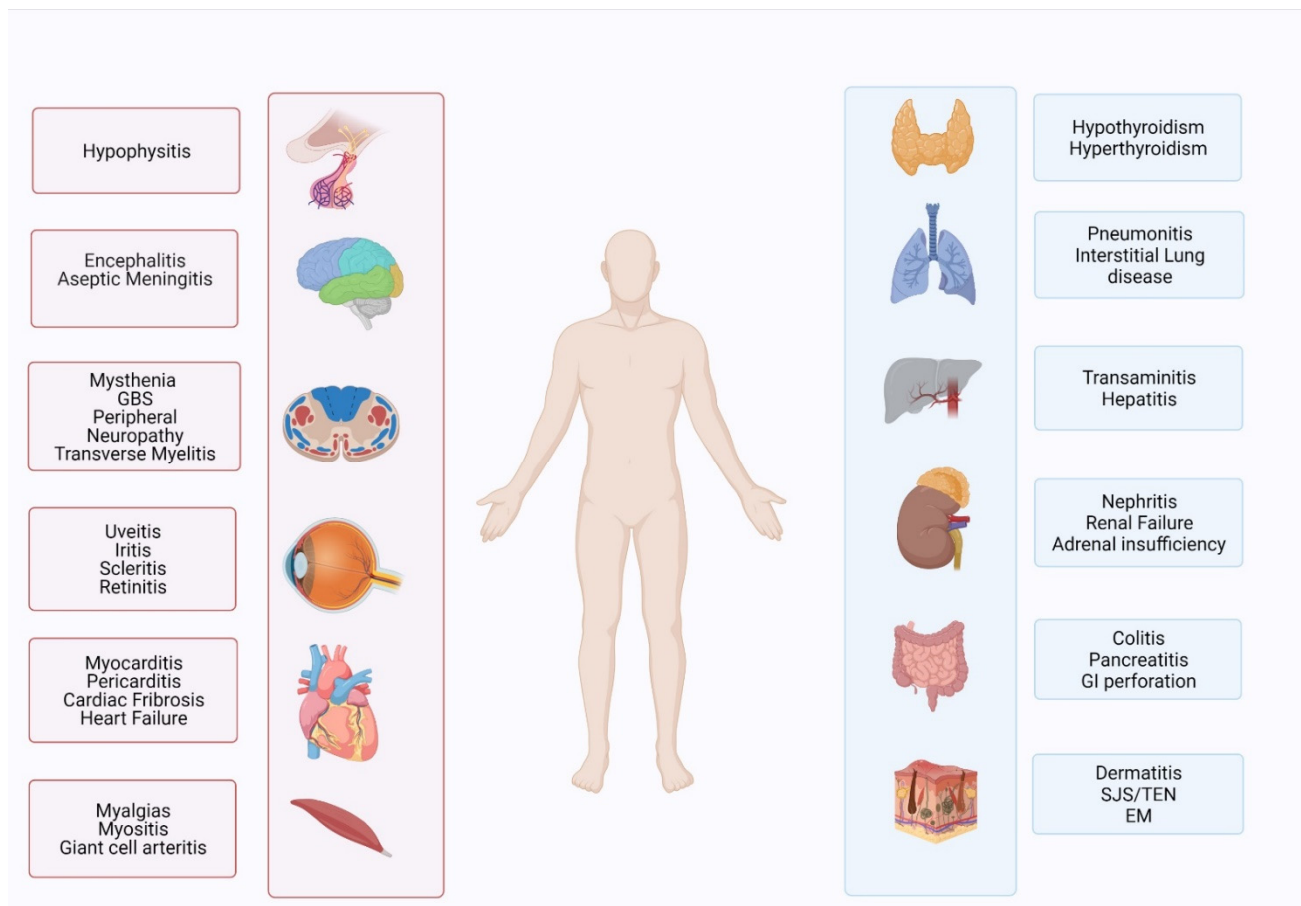 Hypophysitis
Encephalitis
Aseptic Meningitis
Mysthenia
GBS
Peripheral
Neuropathy
Transverse Myelitis
Uveitis
Iritis
Scleritis
Retinitis
Myocarditis
Pericarditis
Cardiac Fribrosis
Heart Failure
Myalgias
Myositis
Giant cell arteritis
Hypothyroidism
Hyperthyroidism
Pneumonitis
Interstitial Lung
disease
Transaminitis
Hepatitis
Nephritis
Renal Failure
Adrenal insufficiency
Colitis
Pancreatitis
GI perforation
Dermatitis
SJS/TEN
EM